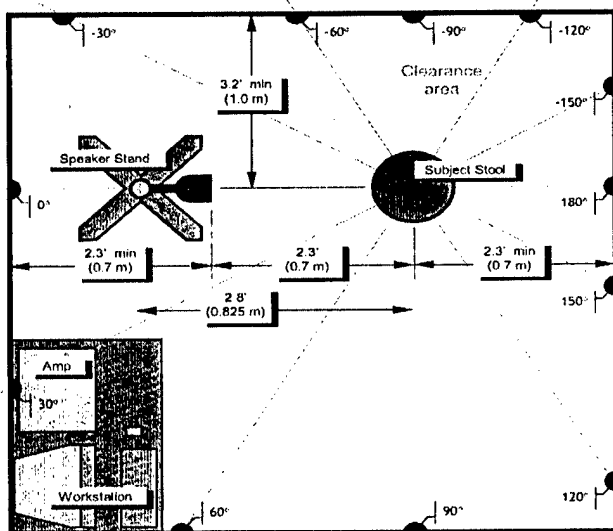 -30° -60° -90° -120°
Clearance
area
3.2' min
(1.0 m)
-150°
Speaker Stand
Subject Stool
0°
180°
2.3' min
(0.7 m)
2.3'
(0.7 m)
2.3' min
(0.7 m)
2.8'
(0.825 m)
150°
Amp
30°
Workstation
60°
90°
120°